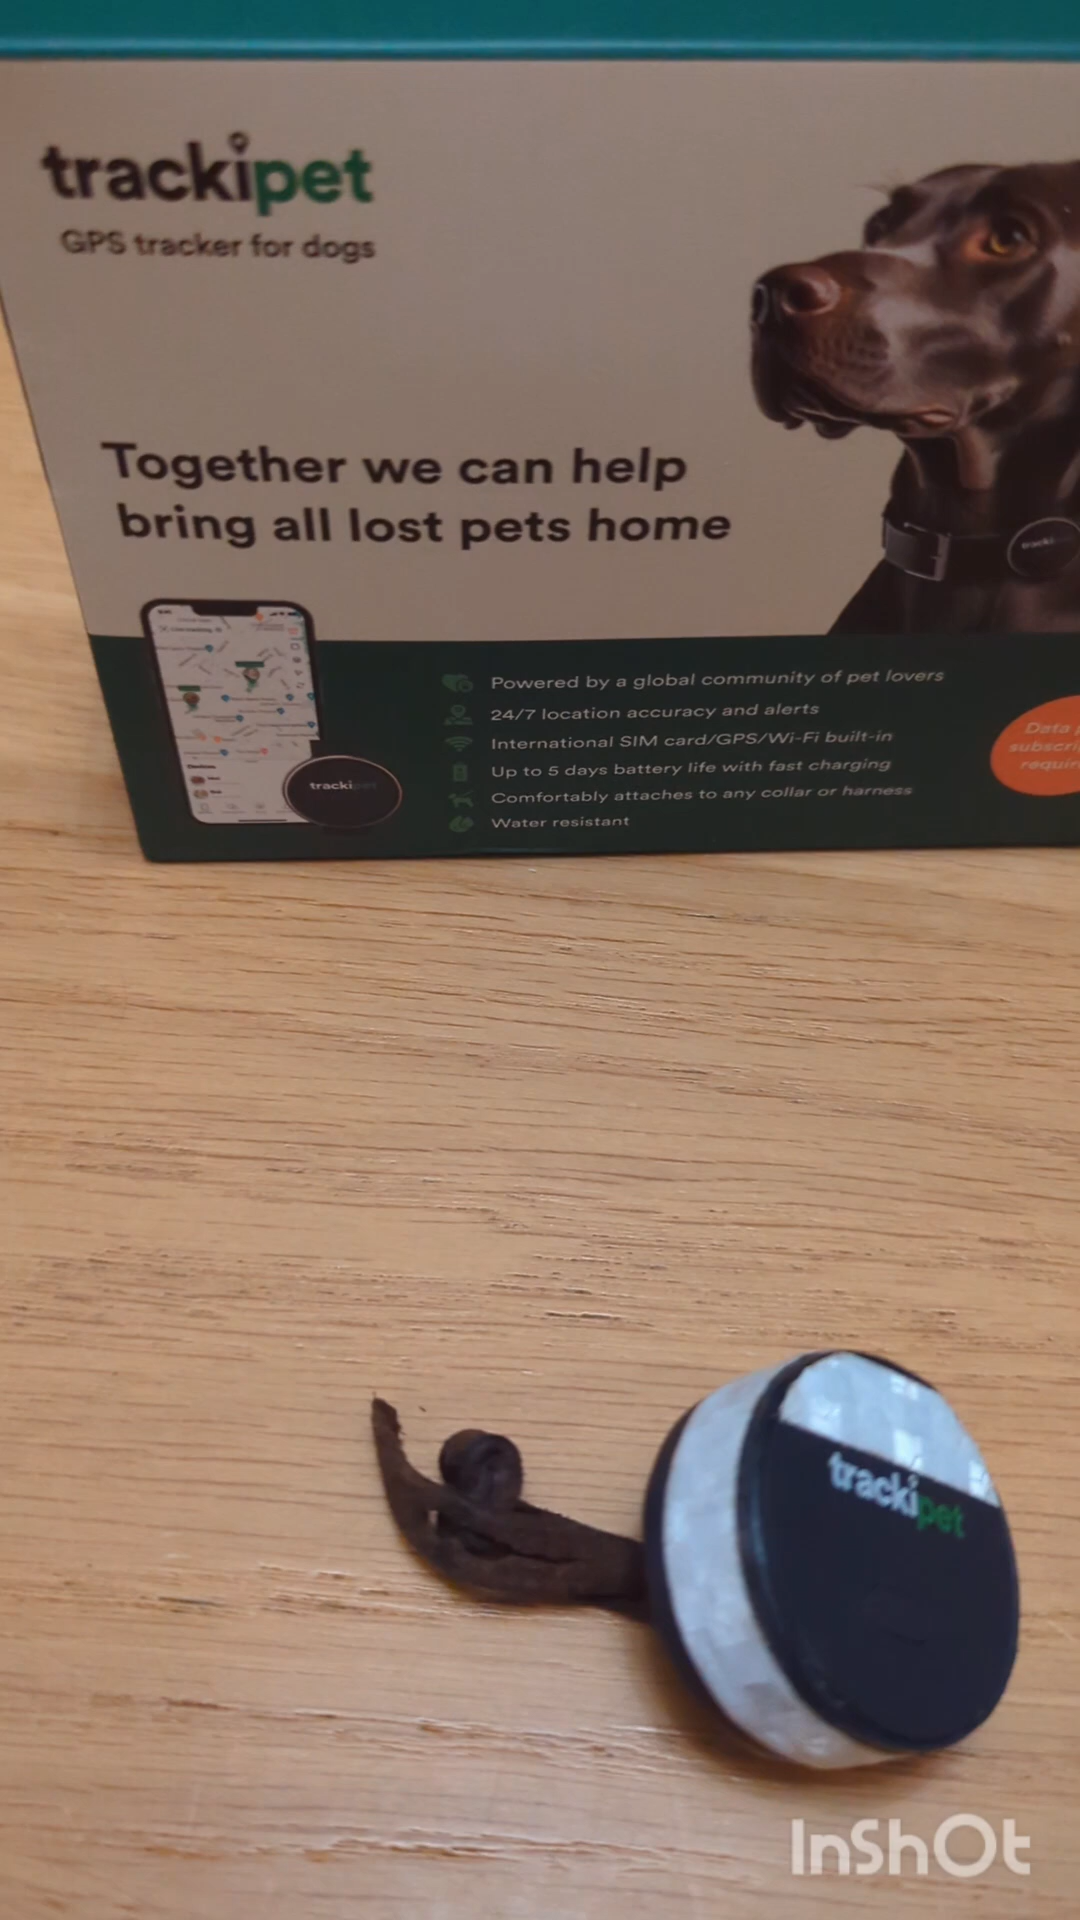 trackipet
GPS tracker for dogs
Together we can help
bring all lost pets home
Powered by a global community of pet lovers
24/7 location accuracy and alerts
International SIM card/GPS/Wi-Fi built-in
Up to 5 days battery life with fast charging
Comfortably attaches to any collar or harness
Water resistant
Data
trackipet
trackipet
InShOt